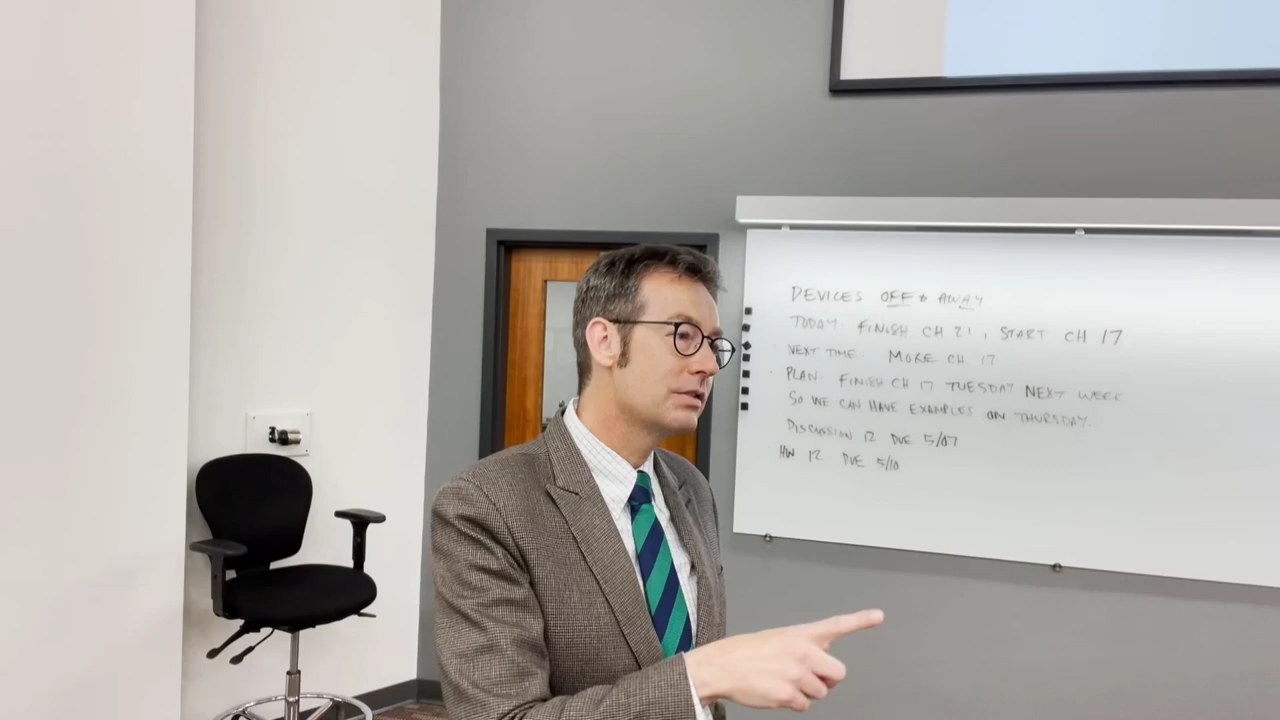 DEVICES OFF & AWAY
TODAY: FINISH CH 21, START CH 17
NEXT TIME: MORE CH 17
PLAN: FINISH CH 17 TUESDAY NEXT WEEK
SO WE CAN HAVE EXAMPLES ON THURSDAY
DISCUSSION 12 DUE 5/07
HW 12 DUE 5/10